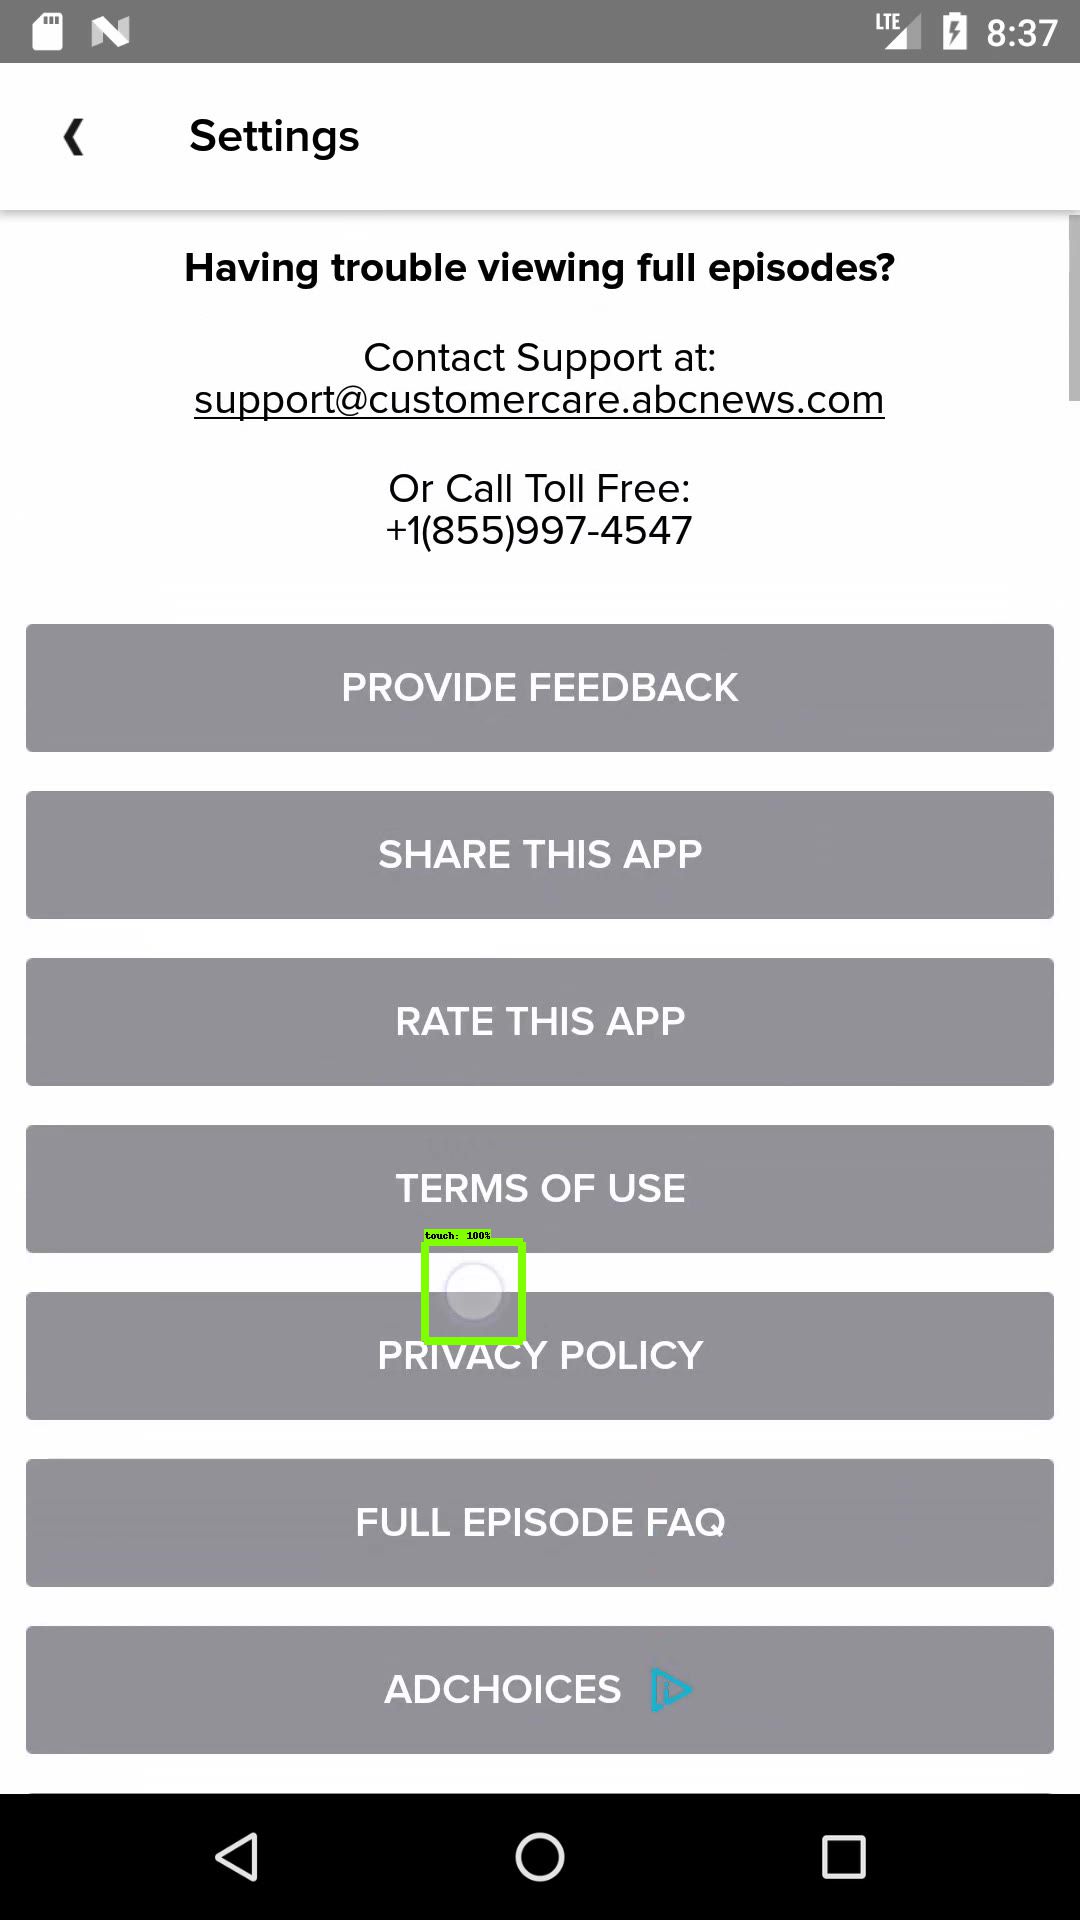 LTE 8:37
Settings
Having trouble viewing full episodes?
Contact Support at:
support@customercare.abcnews.com
Or Call Toll Free:
+1(855)997-4547
PROVIDE FEEDBACK
SHARE THIS APP
RATE THIS APP
TERMS OF USE
touch: 100%
PRIVACY POLICY
FULL EPISODE FAQ
ADCHOICES